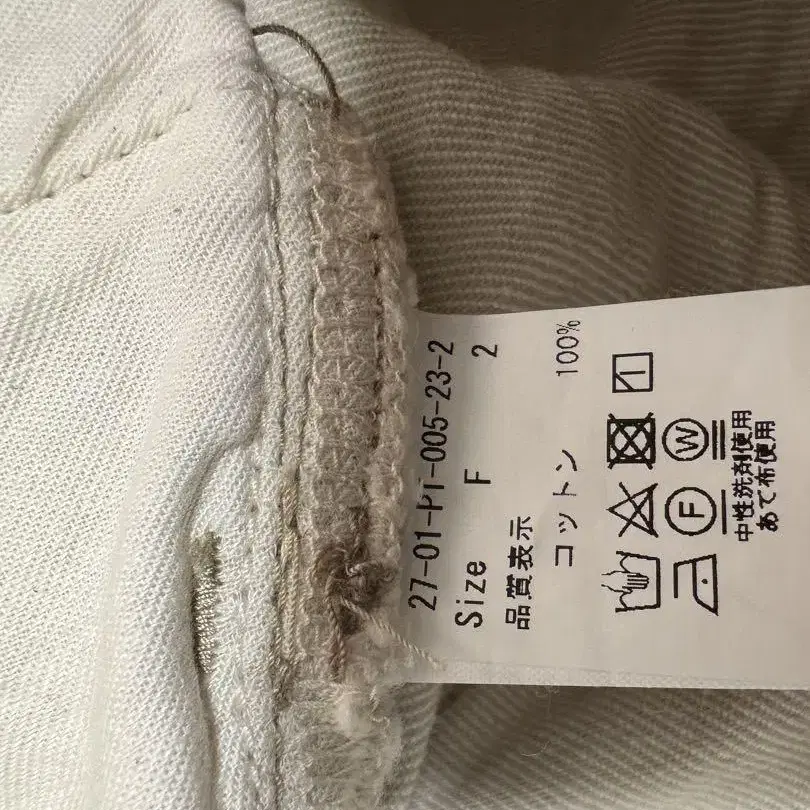 27-01-PT-005-23-2
Size F 2
品質表示
コットン 100%
W
F
中性洗剤使用
あて布使用